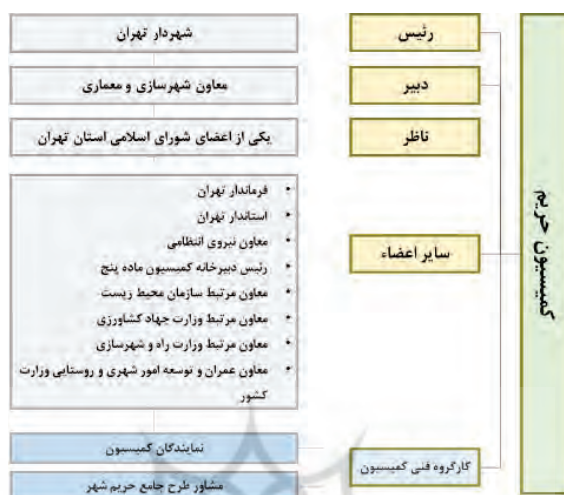 کمیسیون حریم
رئیس
شهردار تهران
دبیر
معاون شهرسازی و معماری
ناظر
یکی از اعضای شورای اسلامی استان تهران
سایر اعضاء
• فرماندار تهران
• استاندار تهران
• معاون نیروی انتظامی
• رئیس دبیرخانه کمیسیون ماده پنج
• معاون مرتبط سازمان محیط زیست
• معاون مرتبط وزارت جهاد کشاورزی
• معاون مرتبط وزارت راه و شهرسازی
• معاون عمران و توسعه امور شهری و روستایی وزارت
کشور
کارگروه فنی کمیسیون
نمایندگان کمیسیون
مشاور طرح جامع حریم شهر